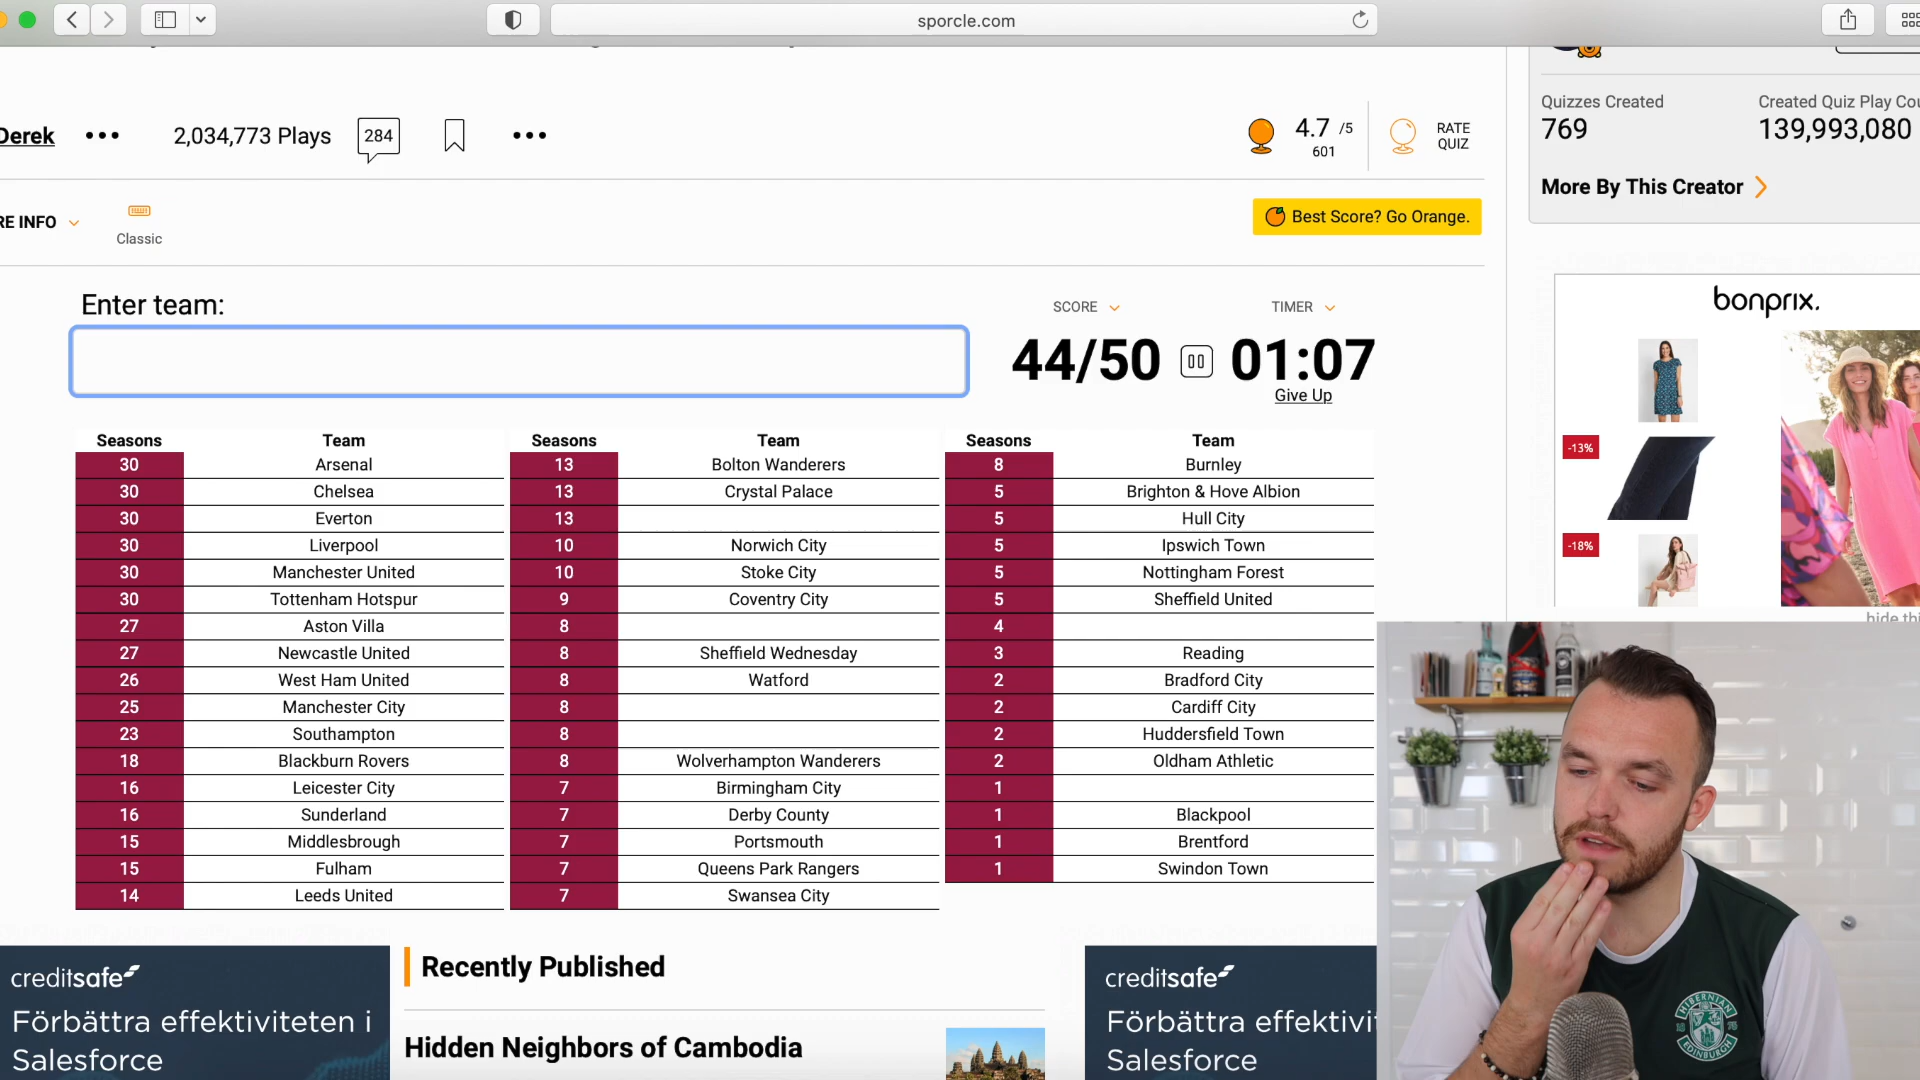 sporcle.com
Derek
2,034,773 Plays
284
4.7 /5
601
RATE
QUIZ
Quizzes Created
769
Created Quiz Play Cou
139,993,080
More By This Creator
RE INFO
Classic
Best Score? Go Orange.
Enter team:
SCORE
TIMER
44/50
01:07
Give Up
bonprix.
-13%
-18%
hide thi
Seasons Team
30 Arsenal
30 Chelsea
30 Everton
30 Liverpool
30 Manchester United
30 Tottenham Hotspur
27 Aston Villa
27 Newcastle United
26 West Ham United
25 Manchester City
23 Southampton
18 Blackburn Rovers
16 Leicester City
16 Sunderland
15 Middlesbrough
15 Fulham
14 Leeds United
Seasons Team
13 Bolton Wanderers
13 Crystal Palace
13
10 Norwich City
10 Stoke City
9 Coventry City
8
8 Sheffield Wednesday
8 Watford
8
8
8 Wolverhampton Wanderers
7 Birmingham City
7 Derby County
7 Portsmouth
7 Queens Park Rangers
7 Swansea City
Seasons Team
8 Burnley
5 Brighton & Hove Albion
5 Hull City
5 Ipswich Town
5 Nottingham Forest
5 Sheffield United
4
3 Reading
2 Bradford City
2 Cardiff City
2 Huddersfield Town
2 Oldham Athletic
1
1 Blackpool
1 Brentford
1 Swindon Town
creditsafe
Förbättra effektiviteten i
Salesforce
Recently Published
Hidden Neighbors of Cambodia
creditsafe
Förbättra effektivi
Salesforce
HIBERNIAN
18 75
EDINBURGH